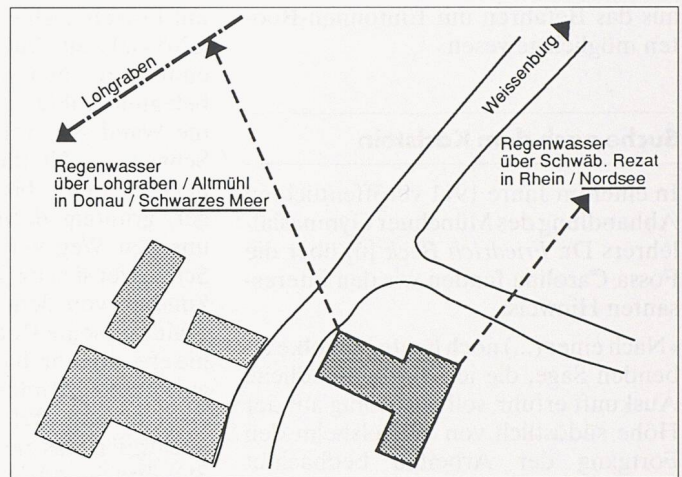 Lohgraben
Weissenburg
Regenwasser
über Lohgraben / Altmühl
in Donau / Schwarzes Meer
Regenwasser
über Schwäb. Rezat
in Rhein / Nordsee